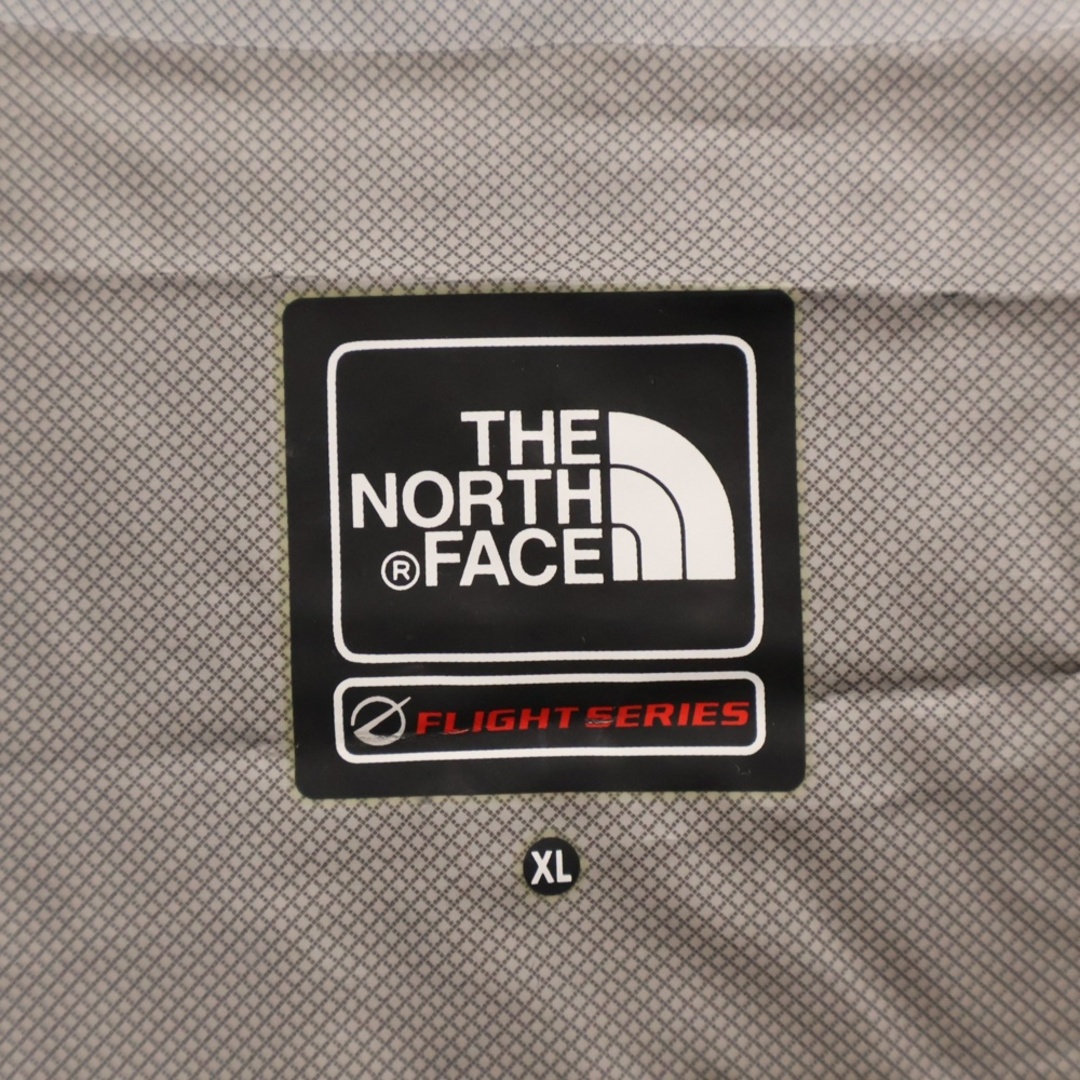 THE
NORTH
®FACE
FLIGHT SERIES
XL